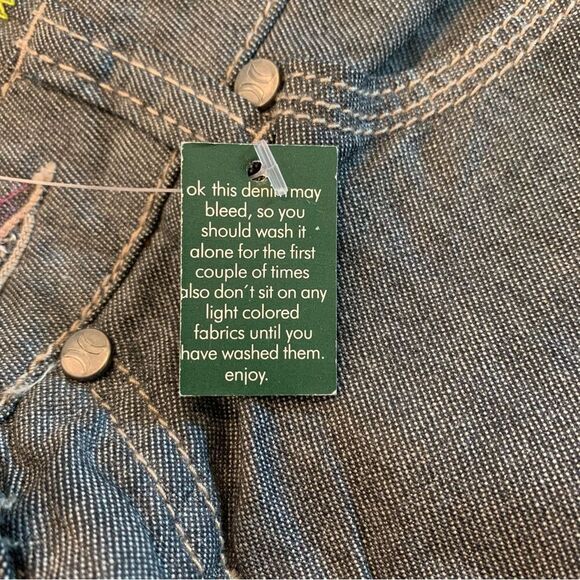 ok this denim may
bleed, so you
should wash it
alone for the first
couple of times
also don't sit on any
light colored
fabrics until you
have washed them.
enjoy.